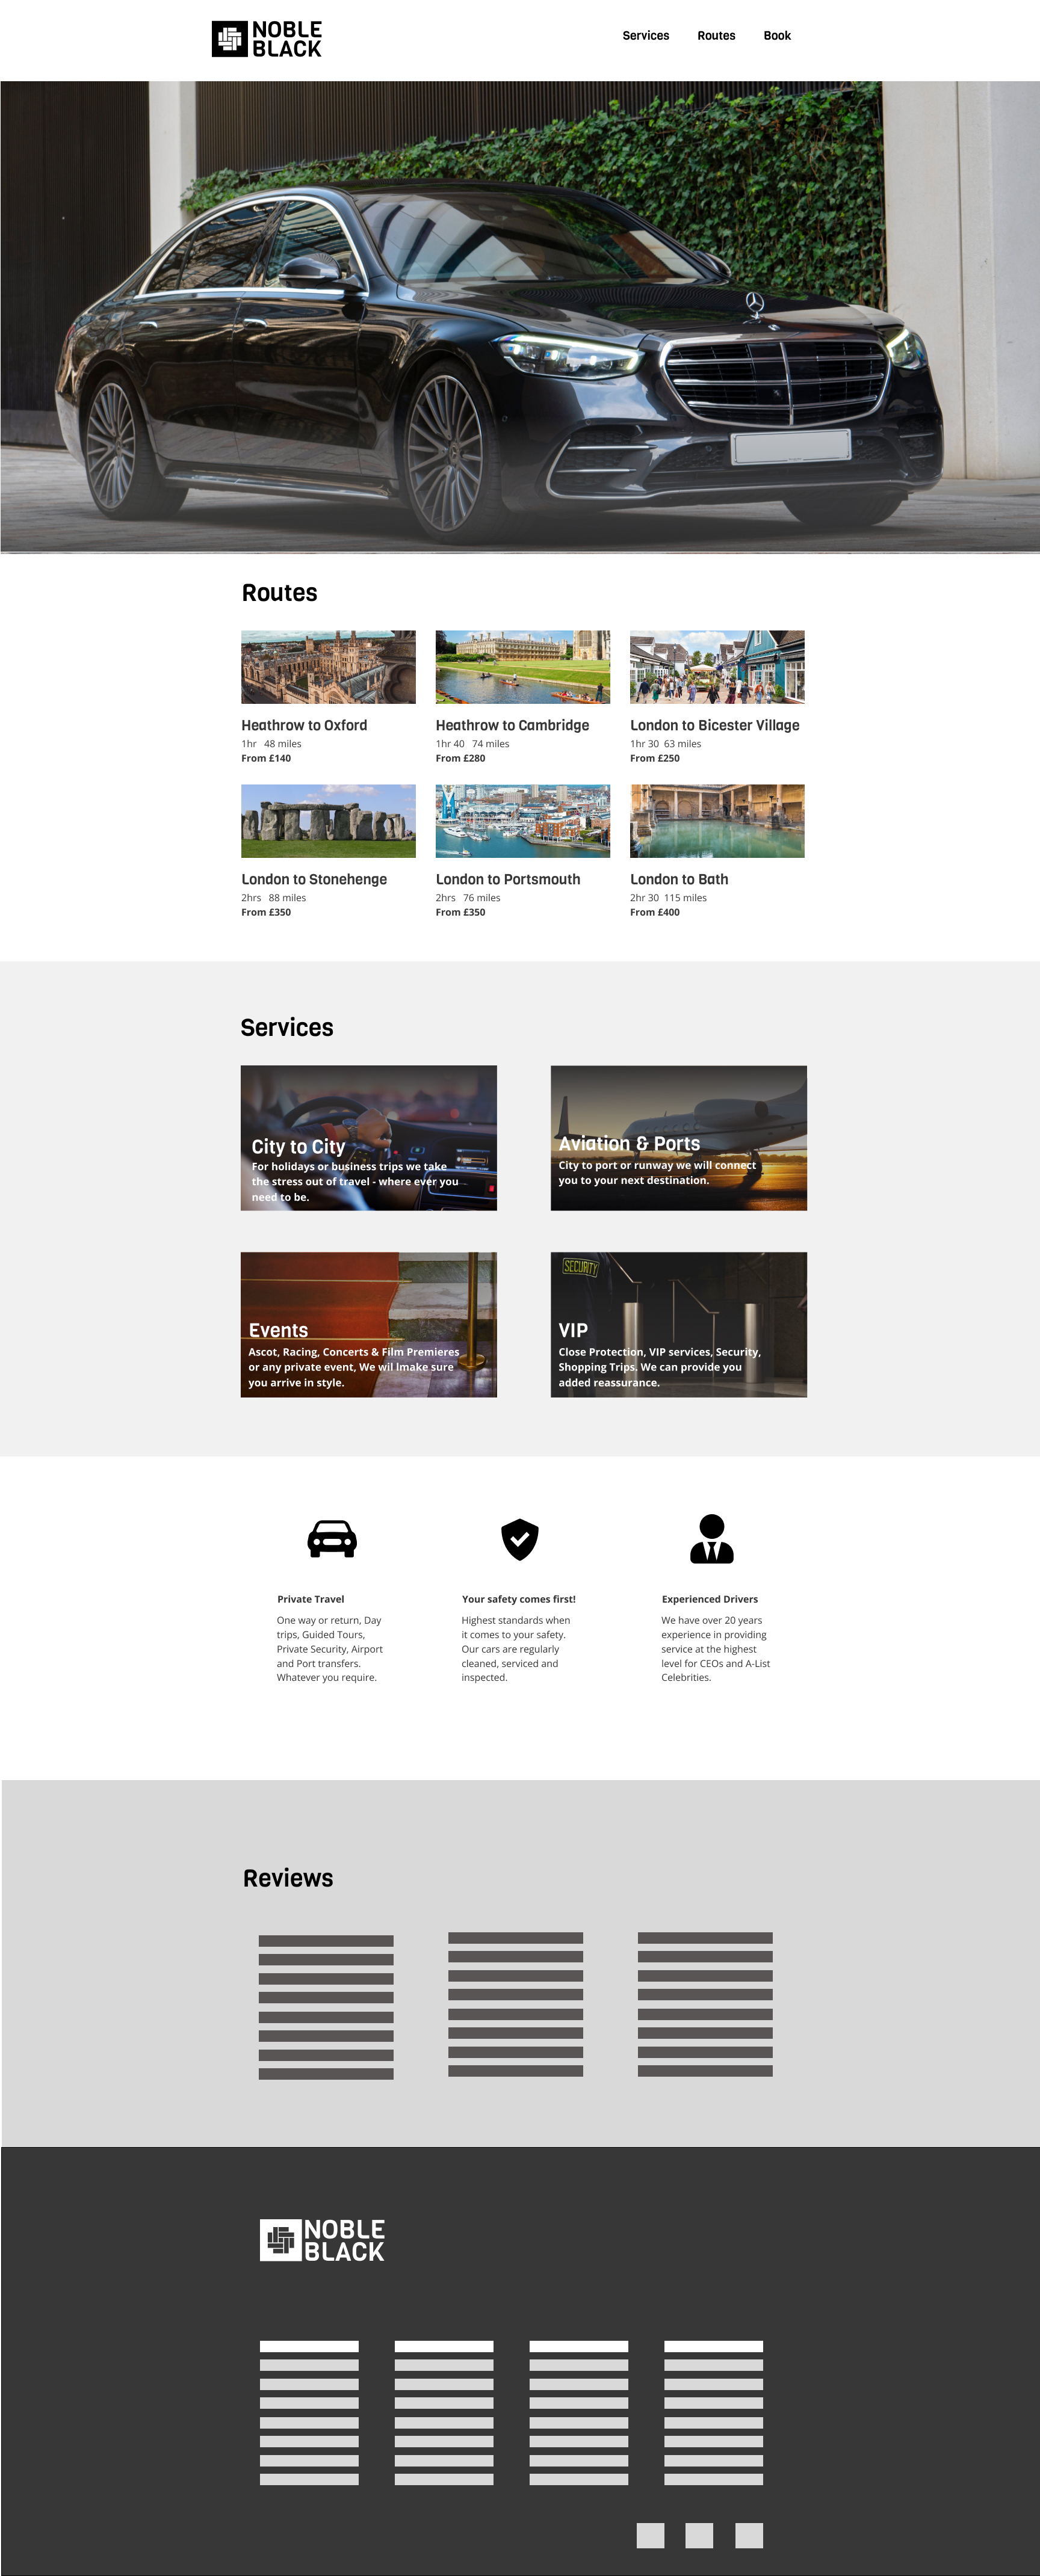 NOBLE
BLACK
Services Routes Book
Routes
Heathrow to Oxford
1hr 48 miles
From £140
Heathrow to Cambridge
1hr 40 74 miles
From £280
London to Bicester Village
1hr 30 63 miles
From £250
London to Stonehenge
2hrs 88 miles
From £350
London to Portsmouth
2hrs 76 miles
From £350
London to Bath
2hr 30 115 miles
From £400
Services
City to City
For holidays or business trips we take
the stress out of travel - where ever you
need to be.
Aviation & Ports
City to port or runway we will connect
you to your next destination.
Events
Ascot, Racing, Concerts & Film Premieres
or any private event, We wil lmake sure
you arrive in style.
SECURITY
VIP
Close Protection, VIP services, Security,
Shopping Trips. We can provide you
added reassurance.
Private Travel
One way or return, Day
trips, Guided Tours,
Private Security, Airport
and Port transfers.
Whatever you require.
Your safety comes first!
Highest standards when
it comes to your safety.
Our cars are regularly
cleaned, serviced and
inspected.
Experienced Drivers
We have over 20 years
experience in providing
service at the highest
level for CEOs and A-List
Celebrities.
Reviews
NOBLE
BLACK